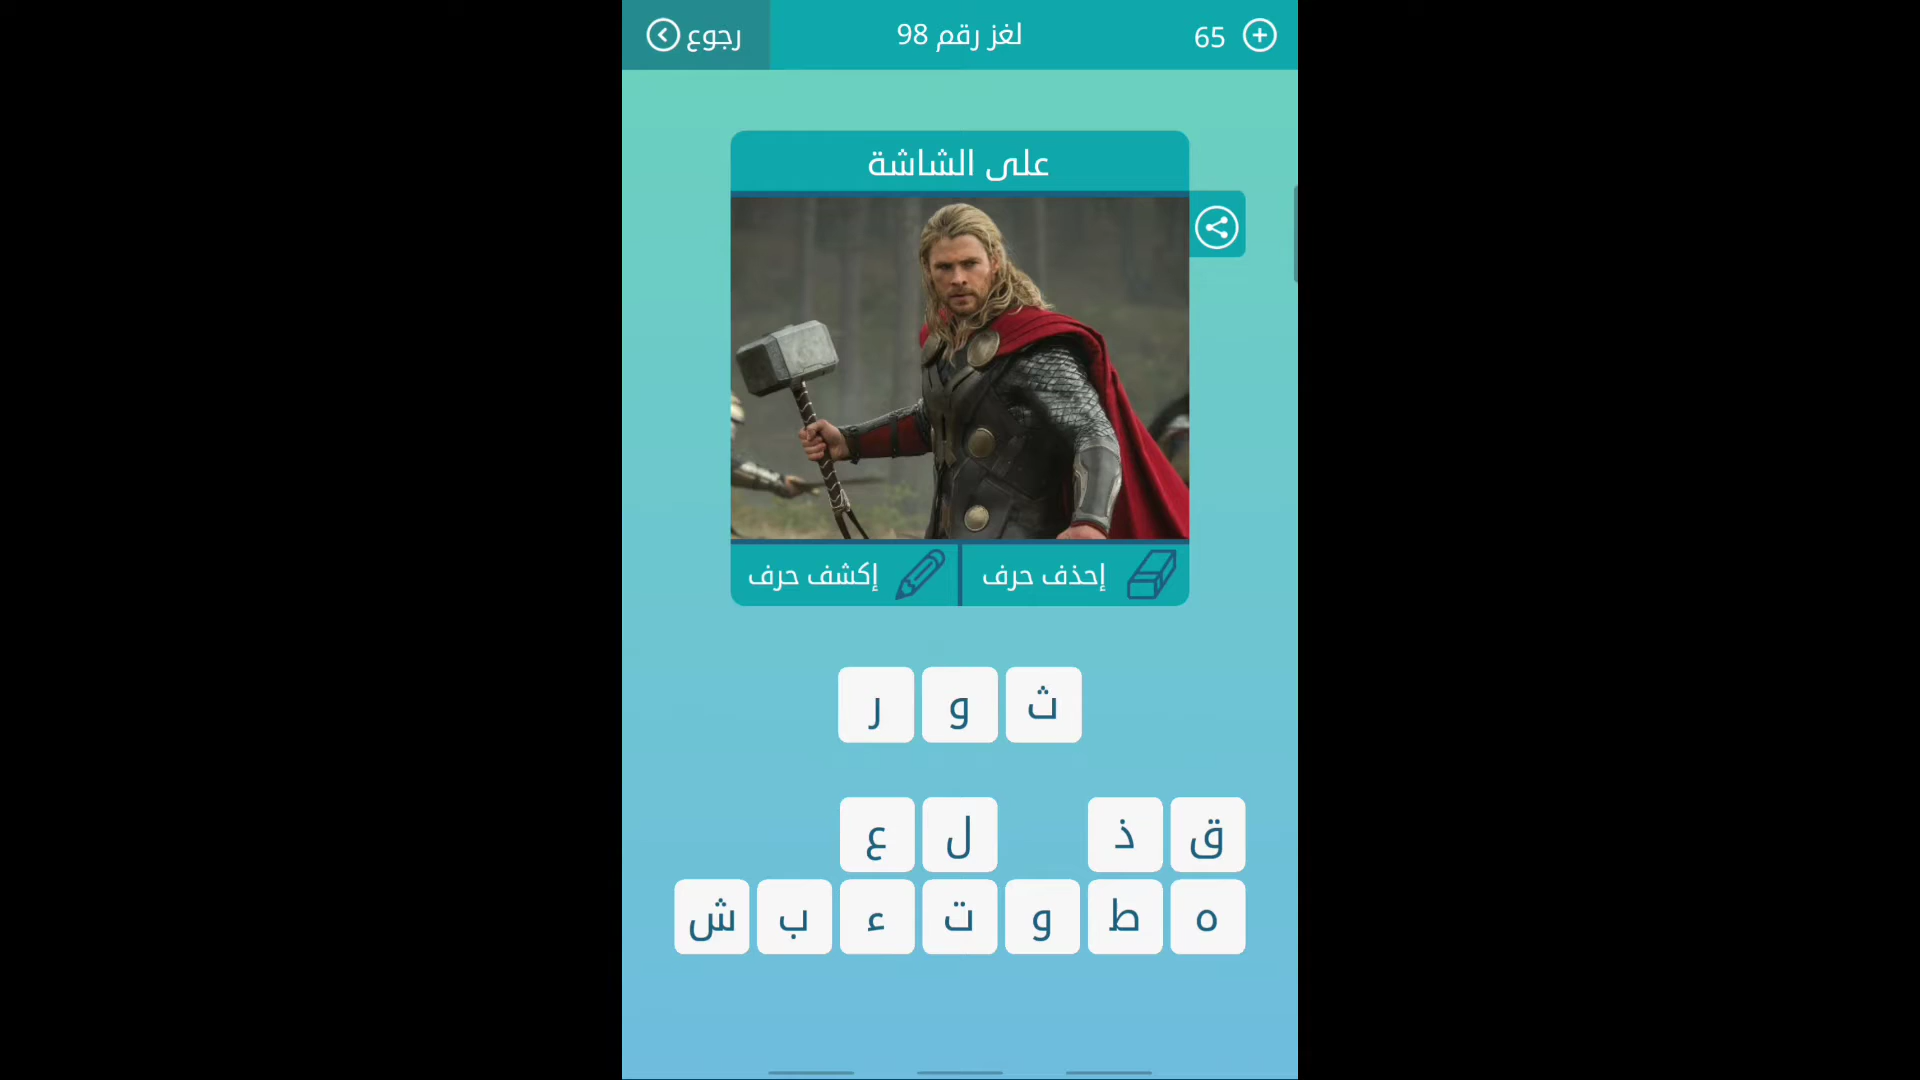 65 لغز رقم 98 رجوع
على الشاشة
إحذف حرف إكشف حرف
ث و ر
ق ذ ل ع
ه ط و ت ء ب ش